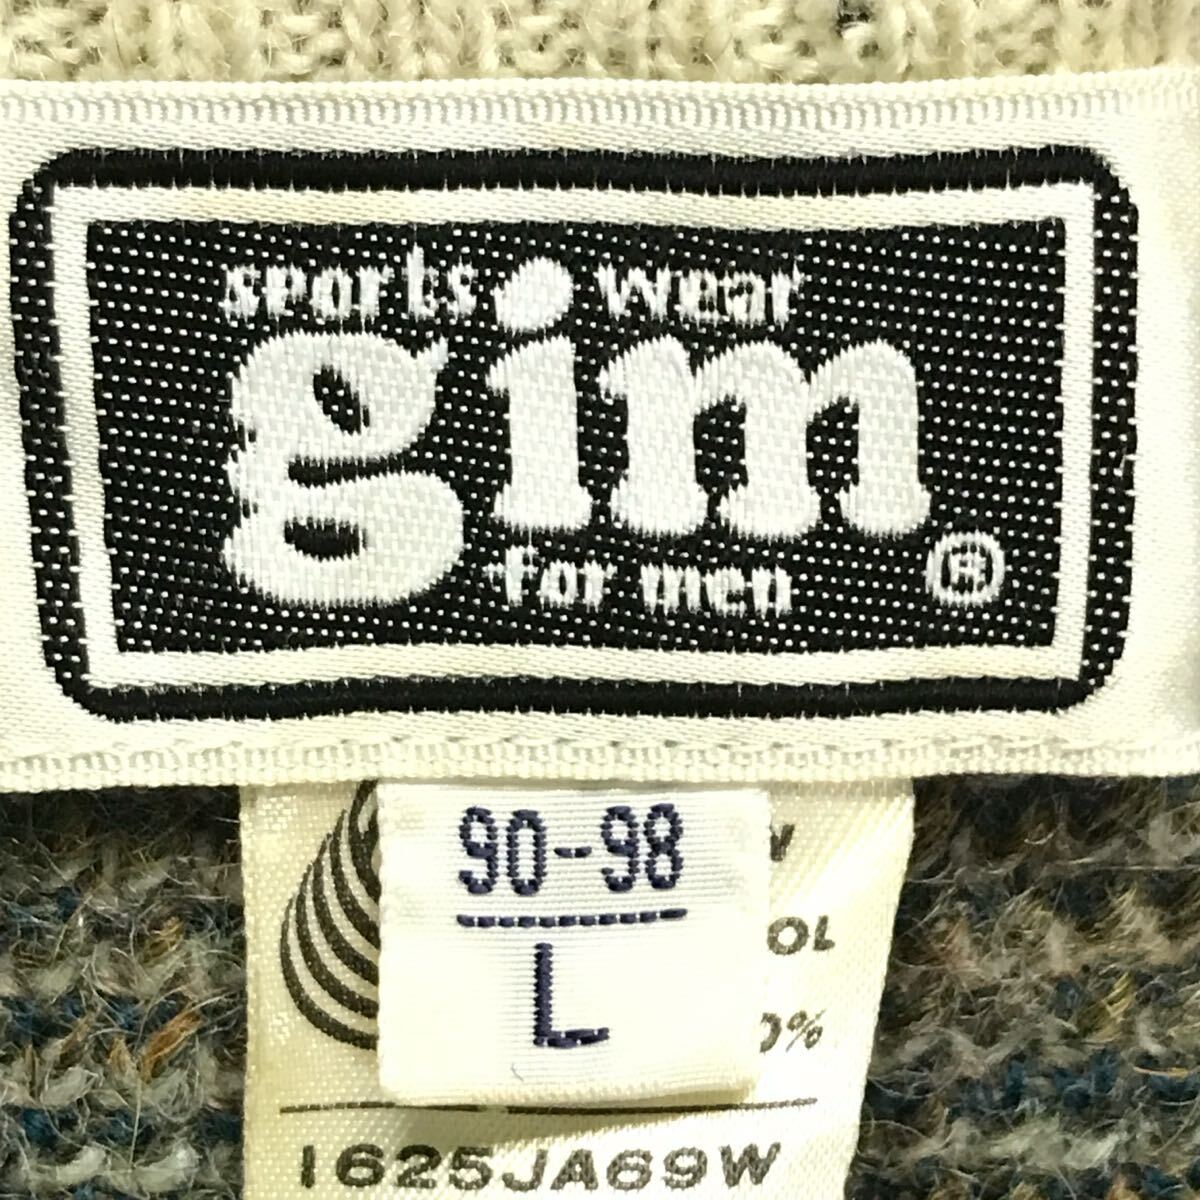 sports wear
gim
for men ®
90-98
L
1625JA69W